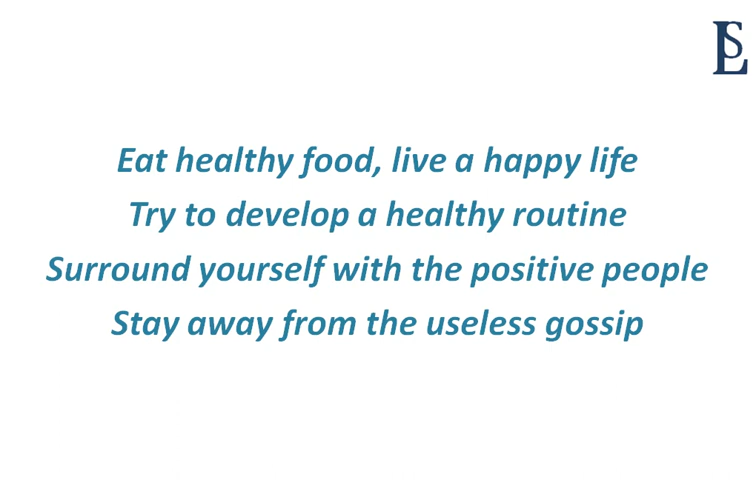 LS
Eat healthy food, live a happy life
Try to develop a healthy routine
Surround yourself with the positive people
Stay away from the useless gossip